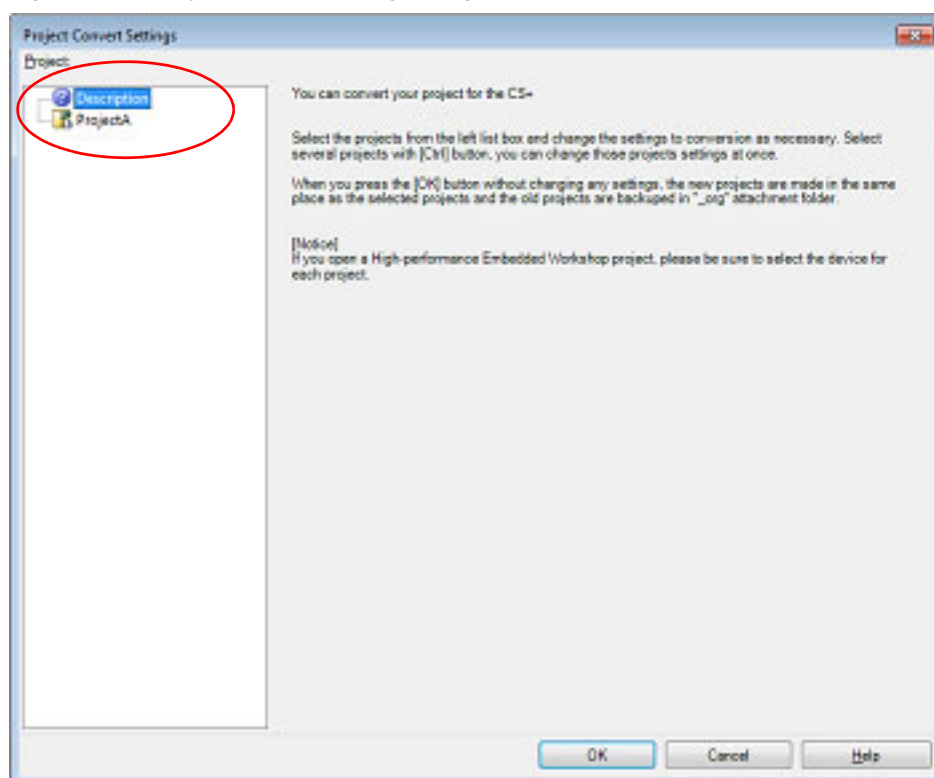 Project Convert Settings
Project:
Description
ProjectA
You can convert your project for the CS+
Select the projects from the left list box and change the settings to conversion as necessary. Select
several projects with [Ctrl] button, you can change those projects settings at once.
When you press the [OK] button without changing any settings, the new projects are made in the same
place as the selected projects and the old projects are backuped in "_org" attachment folder.
[Notice]
If you open a High-performance Embedded Workshop project, please be sure to select the device for
each project.
OK
Cancel
Help